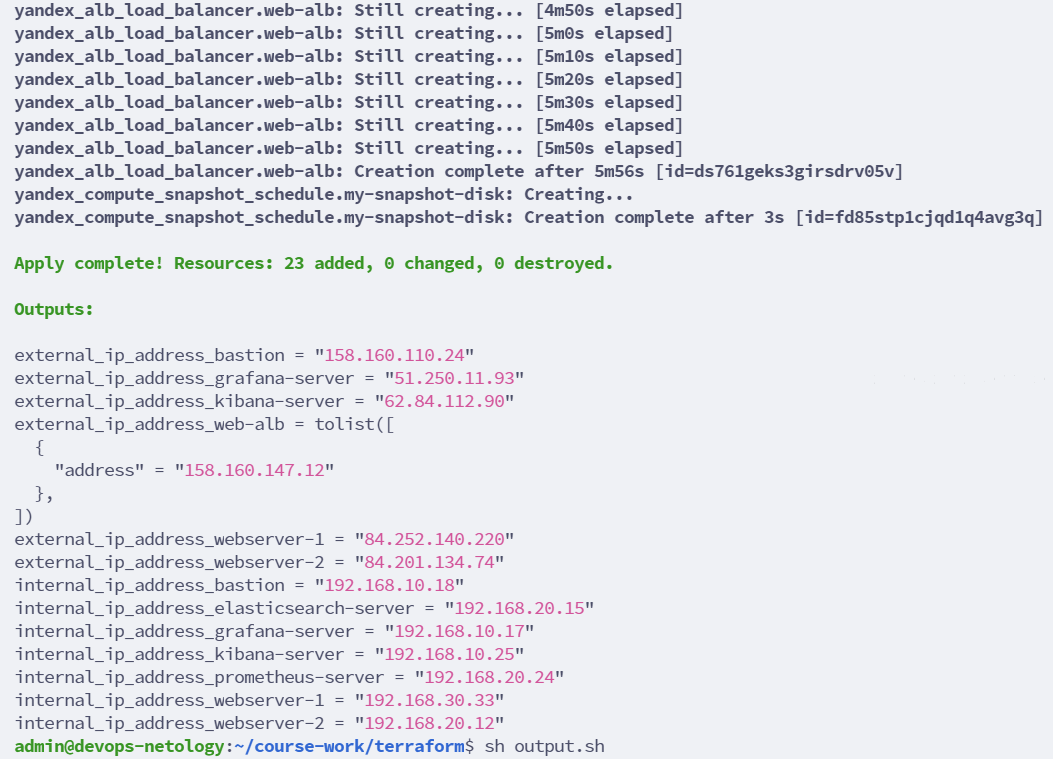 yandex_alb_load_balancer.web-alb: Still creating... [4m50s elapsed]
yandex_alb_load_balancer.web-alb: Still creating... [5m0s elapsed]
yandex_alb_load_balancer.web-alb: Still creating... [5m10s elapsed]
yandex_alb_load_balancer.web-alb: Still creating... [5m20s elapsed]
yandex_alb_load_balancer.web-alb: Still creating... [5m30s elapsed]
yandex_alb_load_balancer.web-alb: Still creating... [5m40s elapsed]
yandex_alb_load_balancer.web-alb: Still creating... [5m50s elapsed]
yandex_alb_load_balancer.web-alb: Creation complete after 5m56s [id=ds761geks3girsdrv05v]
yandex_compute_snapshot_schedule.my-snapshot-disk: Creating...
yandex_compute_snapshot_schedule.my-snapshot-disk: Creation complete after 3s [id=fd85stp1cjqd1q4avg3q]
Apply complete! Resources: 23 added, 0 changed, 0 destroyed.
Outputs:
external_ip_address_bastion = "158.160.110.24"
external_ip_address_grafana-server = "51.250.11.93"
external_ip_address_kibana-server = "62.84.112.90"
external_ip_address_web-alb = tolist([
  {
    "address" = "158.160.147.12"
  },
])
external_ip_address_webserver-1 = "84.252.140.220"
external_ip_address_webserver-2 = "84.201.134.74"
internal_ip_address_bastion = "192.168.10.18"
internal_ip_address_elasticsearch-server = "192.168.20.15"
internal_ip_address_grafana-server = "192.168.10.17"
internal_ip_address_kibana-server = "192.168.10.25"
internal_ip_address_prometheus-server = "192.168.20.24"
internal_ip_address_webserver-1 = "192.168.30.33"
internal_ip_address_webserver-2 = "192.168.20.12"
admin@devops-netology:~/course-work/terraform$ sh output.sh